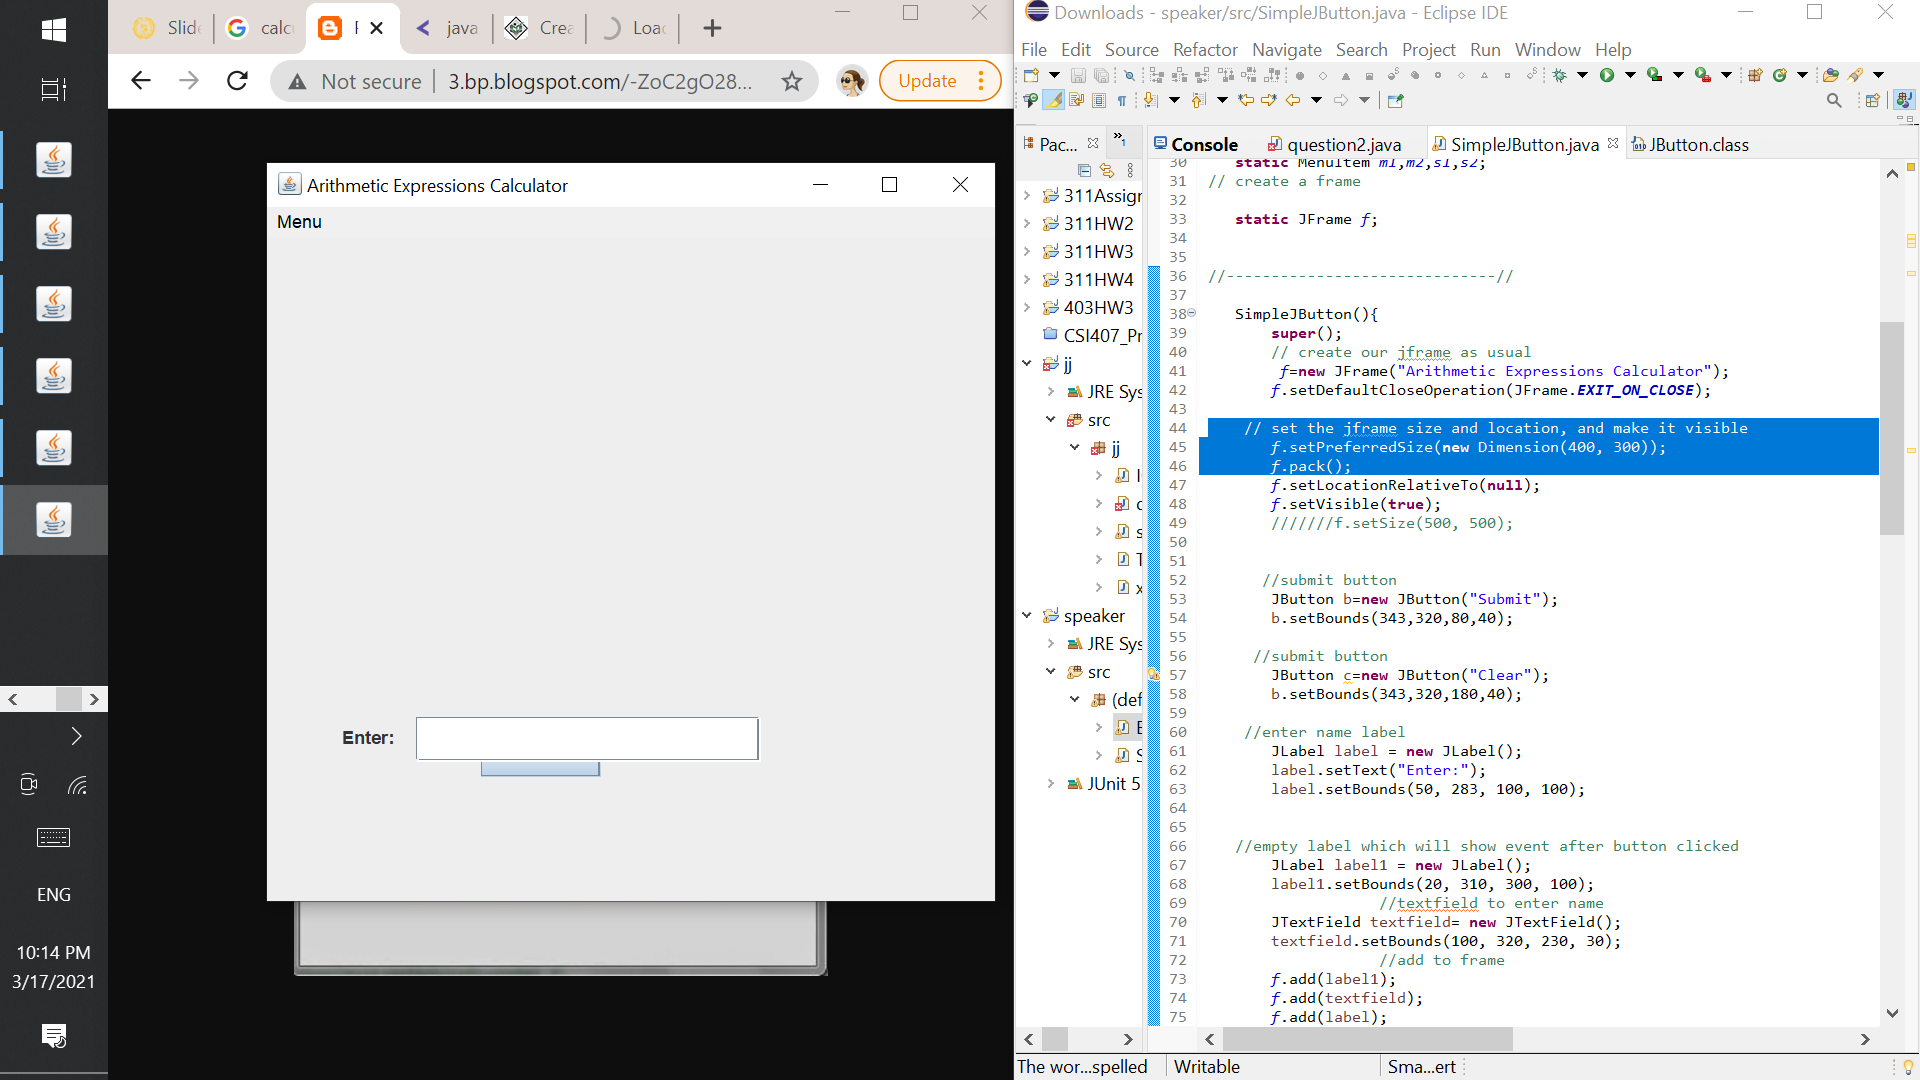 Slid
calc
F
java
Crea
Load
Not secure
3.bp.blogspot.com/-ZoC2gO28...
Update
Arithmetic Expressions Calculator
Menu
Enter:
ENG
10:14 PM
3/17/2021
Downloads - speaker/src/SimpleJButton.java - Eclipse IDE
File Edit Source Refactor Navigate Search Project Run Window Help
Pac...
»1
Console
question2.java
SimpleJButton.java
JButton.class
311Assigr
311HW2
311HW3
311HW4
403HW3
CSI407_Pr
jj
JRE Sys
src
jj
speaker
JRE Sys
src
(def
JUnit 5
30 static MenuItem m1,m2,s1,s2;
31 // create a frame
32
33 static JFrame f;
34
35
36 //------------------------------//
37
38 SimpleJButton(){
39 super();
40 // create our jframe as usual
41 f=new JFrame("Arithmetic Expressions Calculator");
42 f.setDefaultCloseOperation(JFrame.EXIT_ON_CLOSE);
43
44 // set the jframe size and location, and make it visible
45 f.setPreferredSize(new Dimension(400, 300));
46 f.pack();
47 f.setLocationRelativeTo(null);
48 f.setVisible(true);
49 ///////f.setSize(500, 500);
50
51
52 //submit button
53 JButton b=new JButton("Submit");
54 b.setBounds(343,320,80,40);
55
56 //submit button
57 JButton c=new JButton("Clear");
58 b.setBounds(343,320,180,40);
59
60 //enter name label
61 JLabel label = new JLabel();
62 label.setText("Enter:");
63 label.setBounds(50, 283, 100, 100);
64
65
66 //empty label which will show event after button clicked
67 JLabel label1 = new JLabel();
68 label1.setBounds(20, 310, 300, 100);
69 //textfield to enter name
70 JTextField textfield= new JTextField();
71 textfield.setBounds(100, 320, 230, 30);
72 //add to frame
73 f.add(label1);
74 f.add(textfield);
75 f.add(label);
The wor...spelled
Writable
Sma...ert